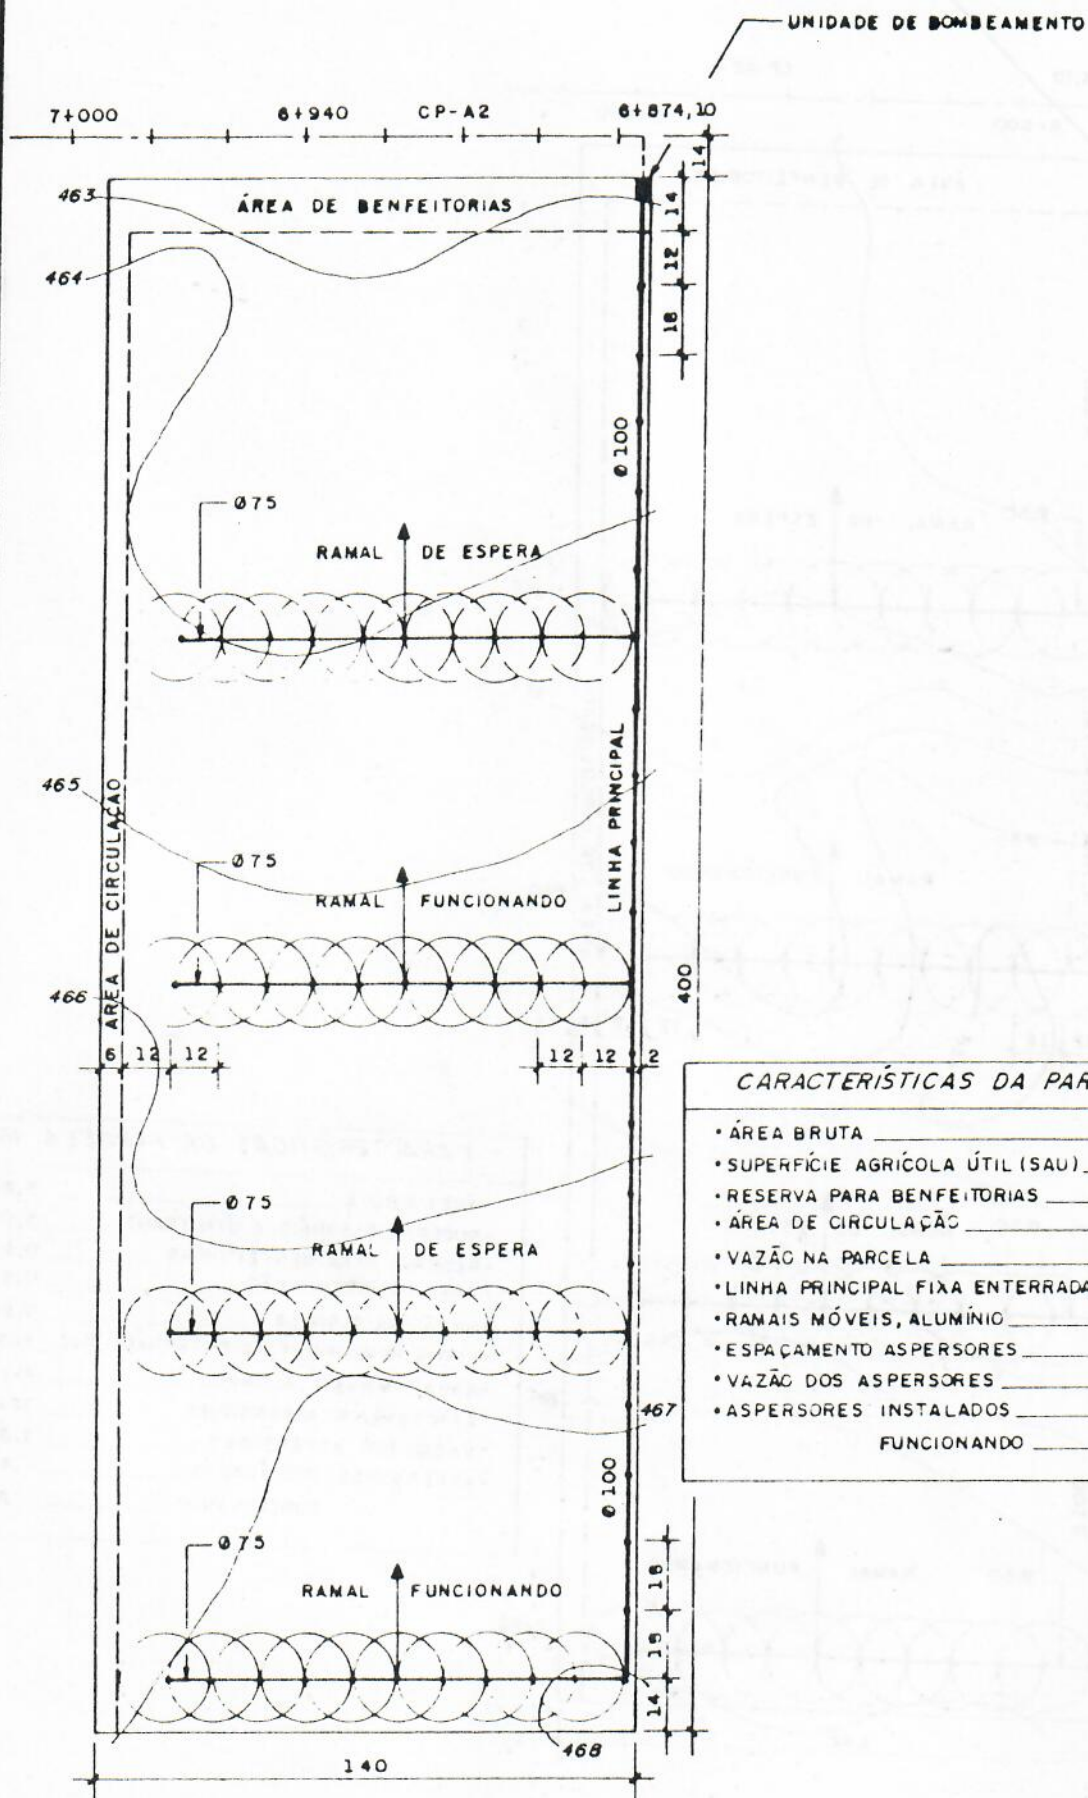 UNIDADE DE BOMBEAMENTO
7+000 6+940 CP-A2 6+874,10
14
463
ÁREA DE BENFEITORIAS
14
12
18
464
Ø100
Ø75
RAMAL DE ESPERA
LINHA PRINCIPAL
465
ÁREA DE CIRCULAÇAO
Ø75
RAMAL FUNCIONANDO
466
400
6 12 12 12 12 2
CARACTERÍSTICAS DA PAR
• ÁREA BRUTA
• SUPERFÍCIE AGRÍCOLA ÚTIL (SAU)
• RESERVA PARA BENFEITORIAS
• ÁREA DE CIRCULAÇÃO
• VAZÃO NA PARCELA
• LINHA PRINCIPAL FIXA ENTERRADA
• RAMAIS MÓVEIS, ALUMÍNIO
• ESPAÇAMENTO ASPERSORES
• VAZÃO DOS ASPERSORES
• ASPERSORES INSTALADOS
FUNCIONANDO
Ø75
RAMAL DE ESPERA
467
Ø100
Ø75
RAMAL FUNCIONANDO
18
18
14
468
140